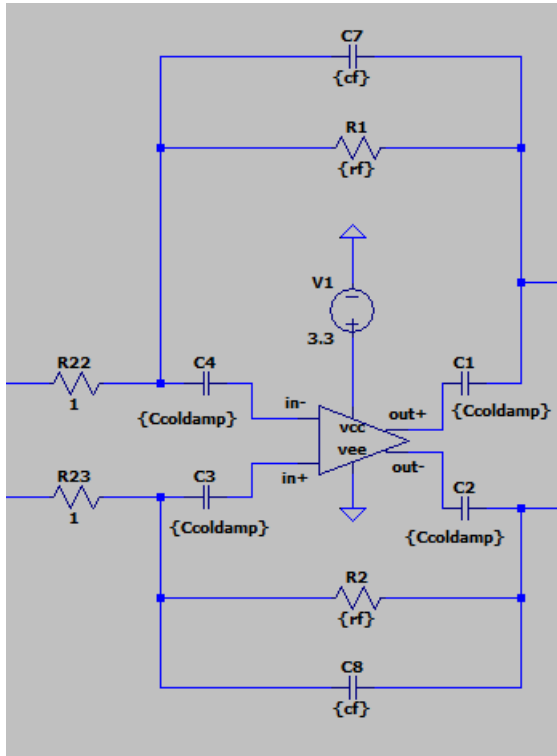 C7
{cf}
R1
{rf}
V1
3.3
R22
1
C4
{Ccoldamp}
in-
vcc
out+
C1
{Ccoldamp}
R23
1
C3
{Ccoldamp}
in+
vee
out-
C2
{Ccoldamp}
R2
{rf}
C8
{cf}